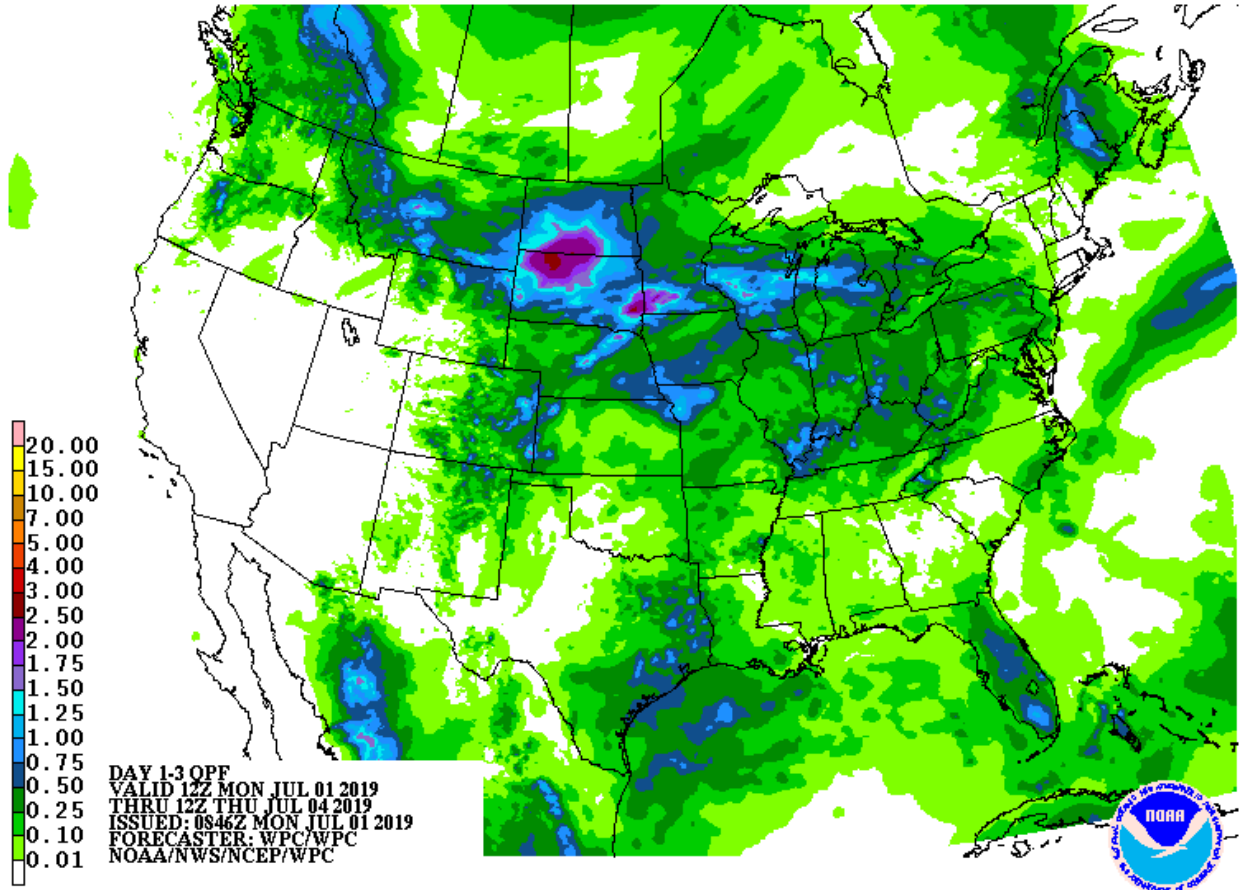 20.00
15.00
10.00
7.00
5.00
4.00
3.00
2.50
2.00
1.75
1.50
1.25
1.00
0.75
0.50
0.25
0.10
0.01
DAY 1-3 QPF
VALID 12Z MON JUL 01 2019
THRU 12Z THU JUL 04 2019
ISSUED: 0846Z MON JUL 01 2019
FORECASTER: WPC/WPC
NOAA/NWS/NCEP/WPC
NOAA